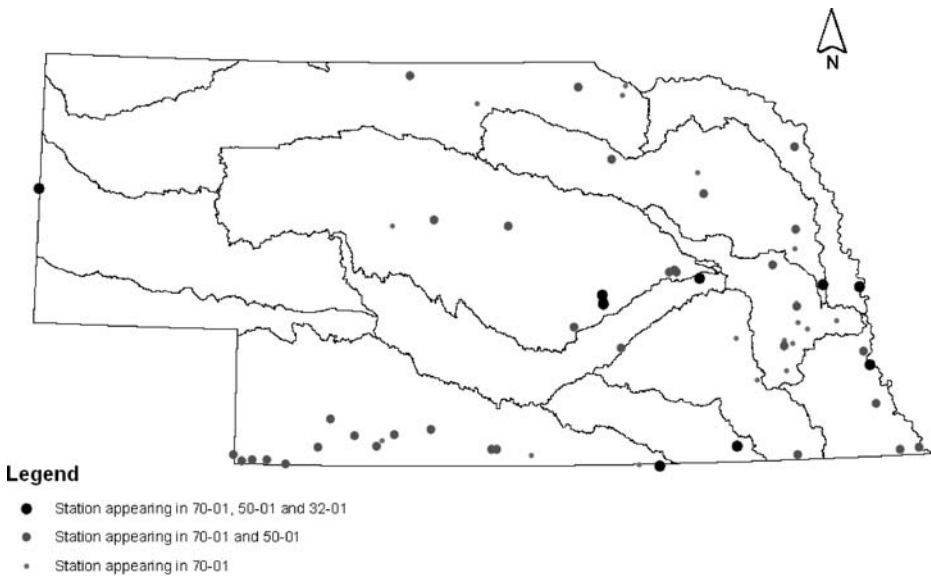 N
Legend
Station appearing in 70-01, 50-01 and 32-01
Station appearing in 70-01 and 50-01
Station appearing in 70-01